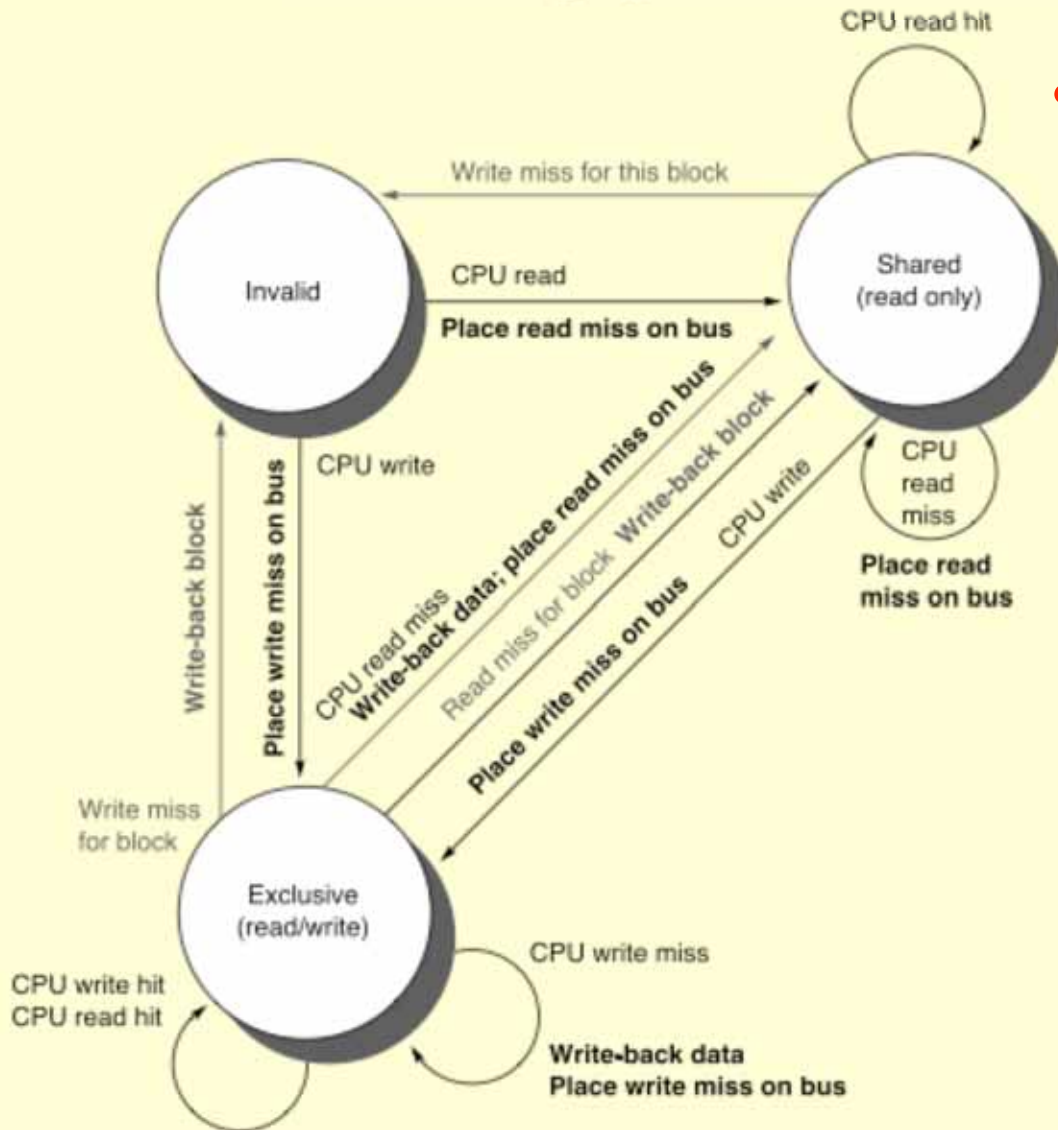 CPU read hit
Write miss for this block
Invalid
CPU read
Place read miss on bus
Shared
(read only)
CPU write
Place write miss on bus
Write-back block
CPU read miss
Write-back data; place read miss on bus
Read miss for block Write-back block
CPU write
Place write miss on bus
CPU
read
miss
Place read
miss on bus
Write miss
for block
Exclusive
(read/write)
CPU write miss
CPU write hit
CPU read hit
Write-back data
Place write miss on bus